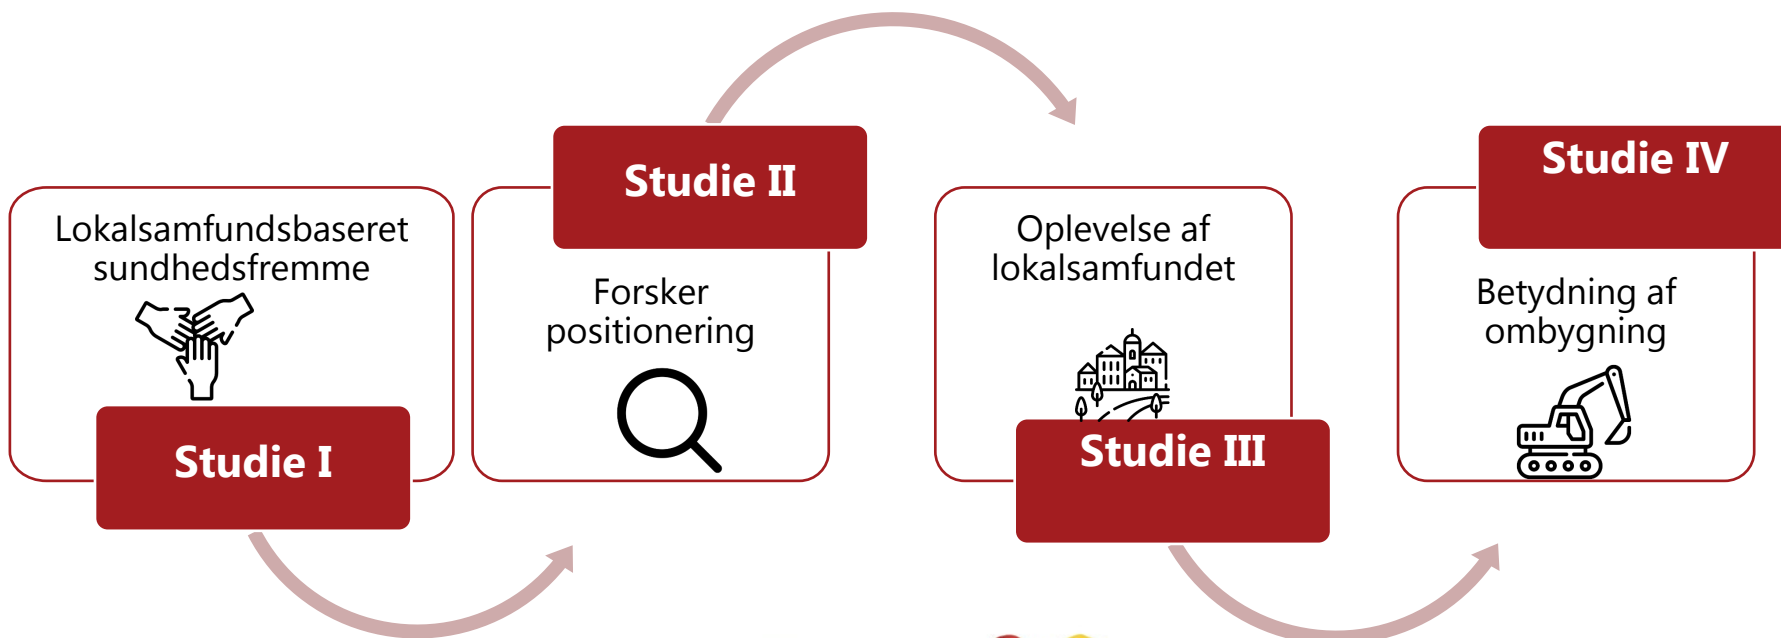 Lokalsamfundsbaseret
sundhedsfremme
Studie I
Studie II
Forsker
positionering
Oplevelse af
lokalsamfundet
Studie III
Studie IV
Betydning af
ombygning